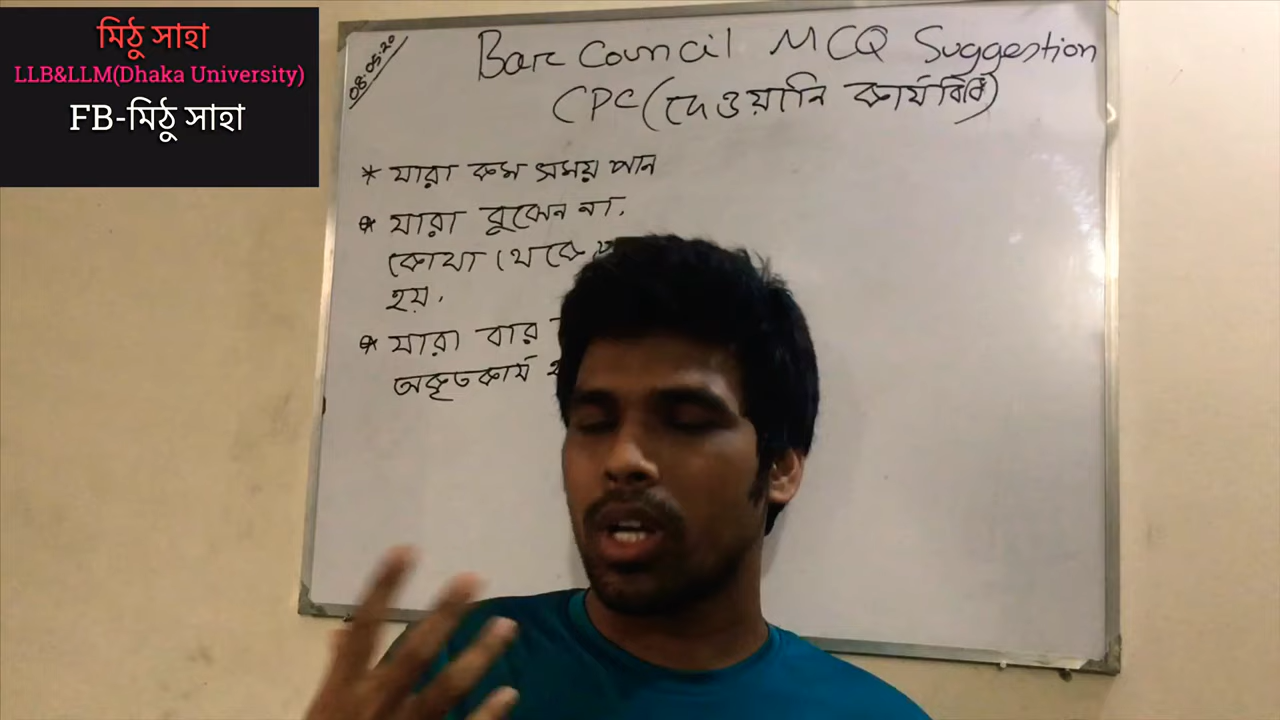 মিঠু সাহা
LLB&LLM(Dhaka University)
FB-মিঠু সাহা
08.05.20
Bar Council MCQ Suggestion
CPC (দেওয়ানি কার্যবিধি)
* যারা কম সময় পান
* যারা বুঝেন না.
কোথা থেকে
হয়.
* যারা বার
অকৃতকার্য